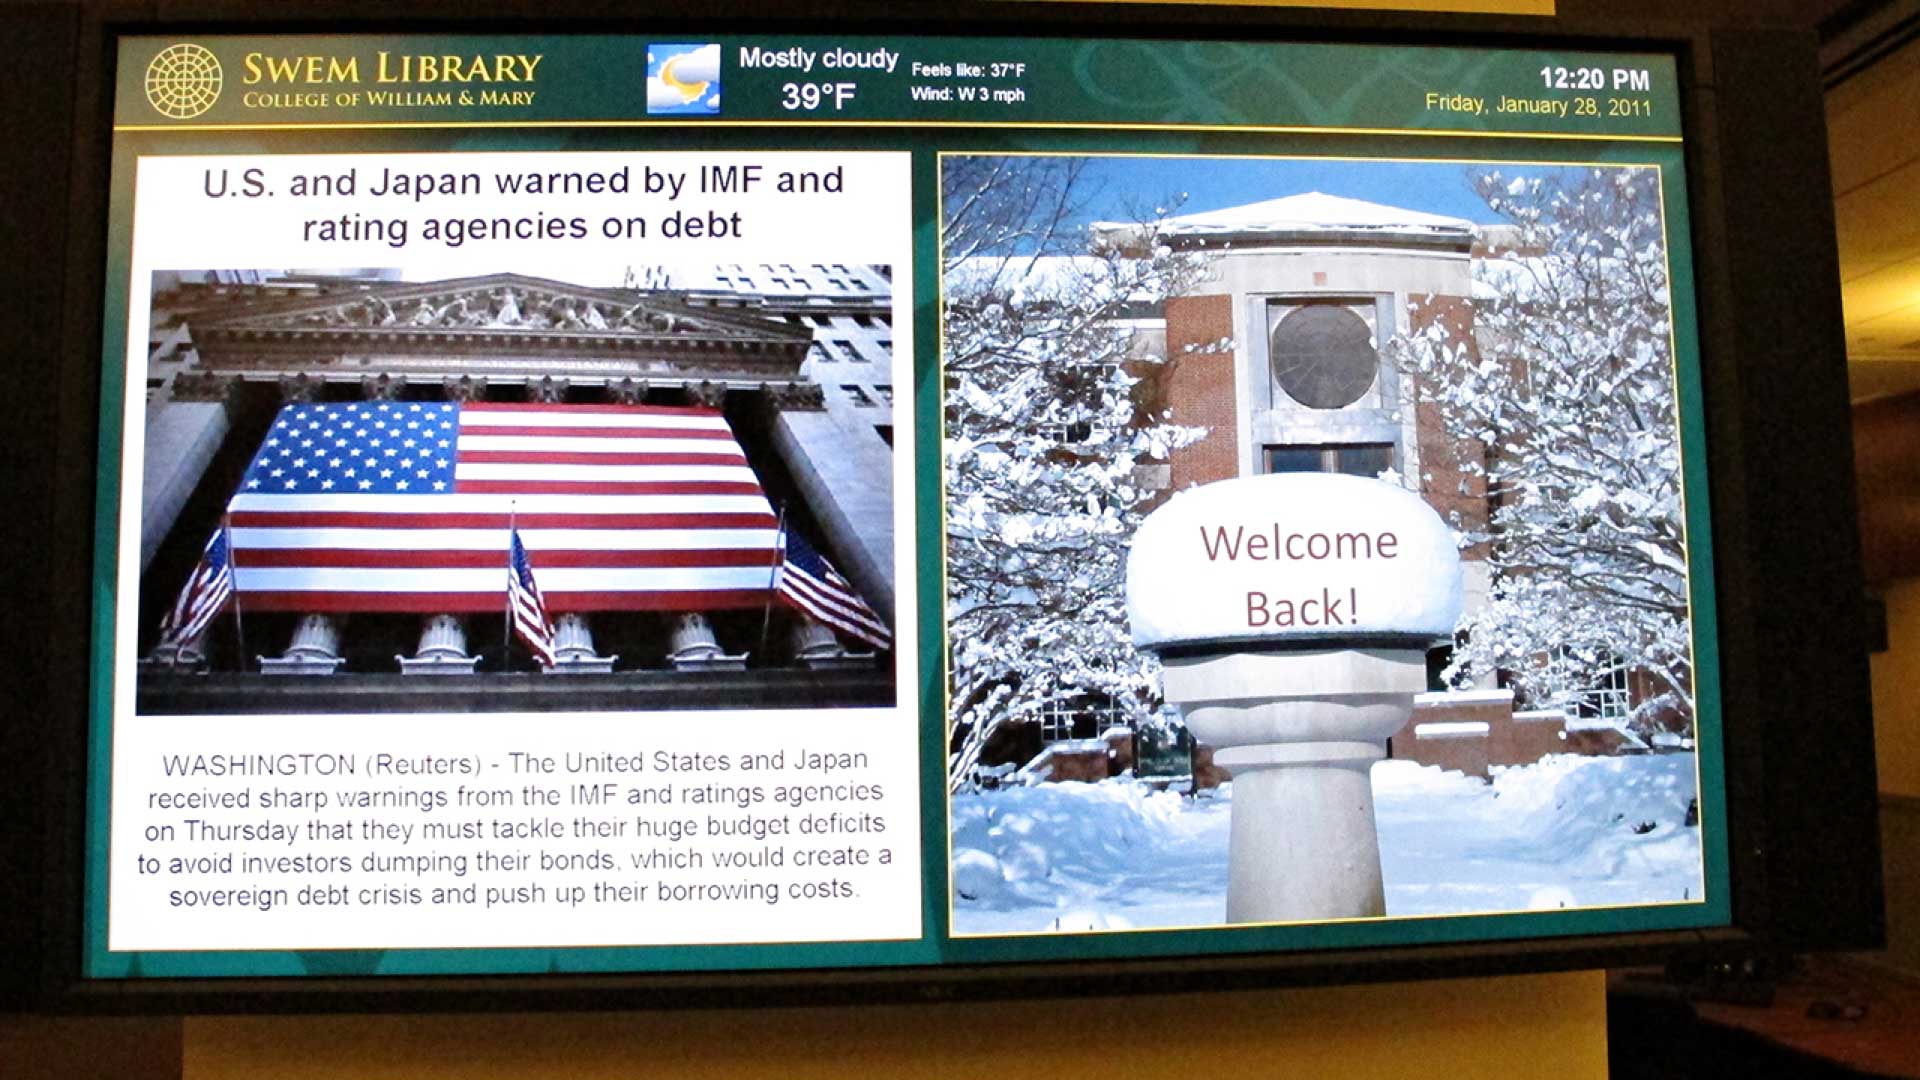 SWEM LIBRARY
COLLEGE OF WILLIAM & MARY
Mostly cloudy
39°F
Feels like: 37°F
Wind: W 3 mph
12:20 PM
Friday, January 28, 2011
U.S. and Japan warned by IMF and
rating agencies on debt
WASHINGTON (Reuters) - The United States and Japan
received sharp warnings from the IMF and ratings agencies
on Thursday that they must tackle their huge budget deficits
to avoid investors dumping their bonds, which would create a
sovereign debt crisis and push up their borrowing costs.
Welcome
Back!